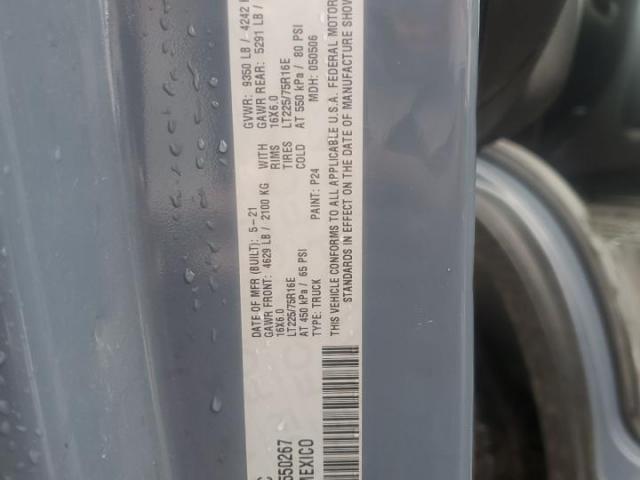 DATE OF MFR (BUILT): 5-21 GVWR: 9350 LB / 4242
GAWR FRONT: 4629 LB / 2100 KG WITH GAWR REAR: 5291 LB /
16X6.0 RIMS 16X6.0
LT225/75R16E TIRES LT225/75R16E
AT 450 kPa / 65 PSI COLD AT 550 kPa / 80 PSI
TYPE: TRUCK PAINT: P24 MDH: 050506
THIS VEHICLE CONFORMS TO ALL APPLICABLE U.S.A. FEDERAL MOTOR
STANDARDS IN EFFECT ON THE DATE OF MANUFACTURE SHOW
550267
MEXICO